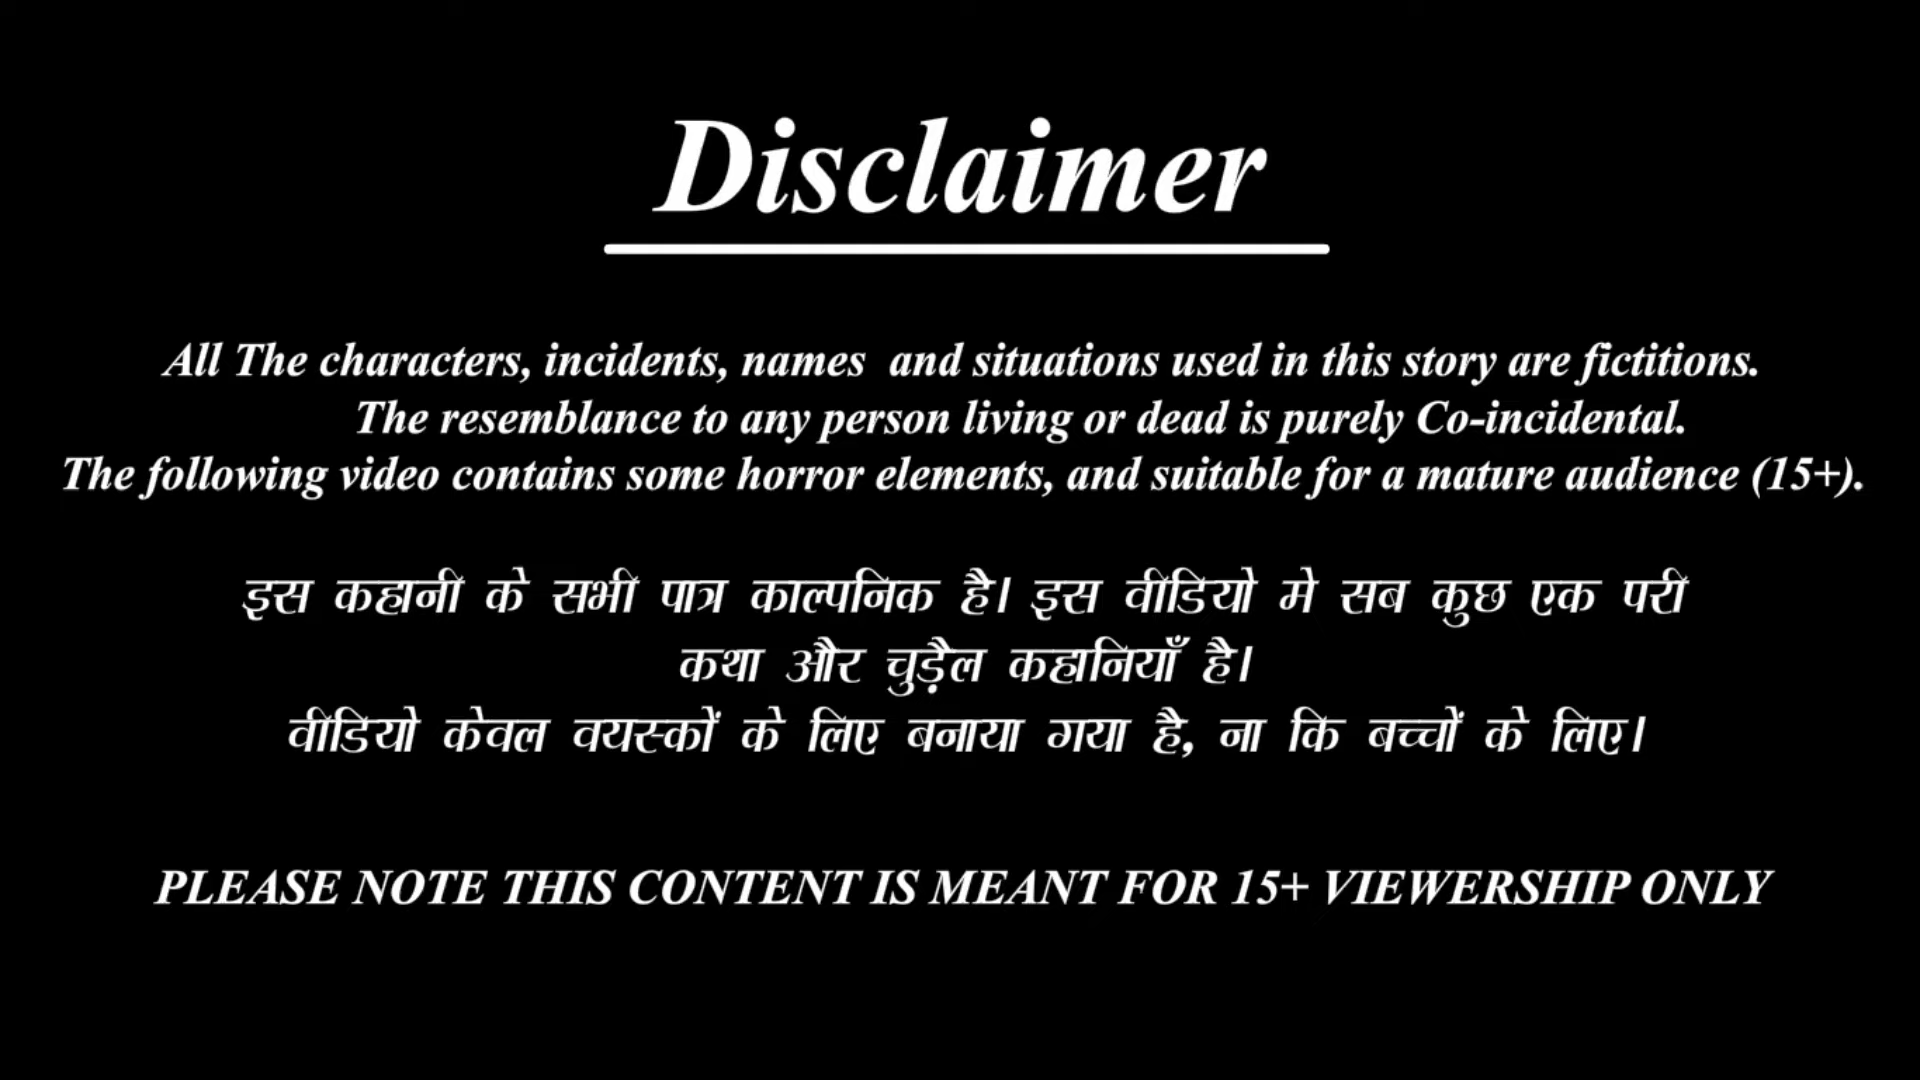 Disclaimer
All The characters, incidents, names and situations used in this story are fictitions.
The resemblance to any person living or dead is purely Co-incidental.
The following video contains some horror elements, and suitable for a mature audience (15+).
इस कहानी के सभी पात्र काल्पनिक है। इस वीडियो मे सब कुछ एक परी
कथा और चुड़ैल कहानियाँ है।
वीडियो केवल वयस्कों के लिए बनाया गया है, ना कि बच्चों के लिए।
PLEASE NOTE THIS CONTENT IS MEANT FOR 15+ VIEWERSHIP ONLY